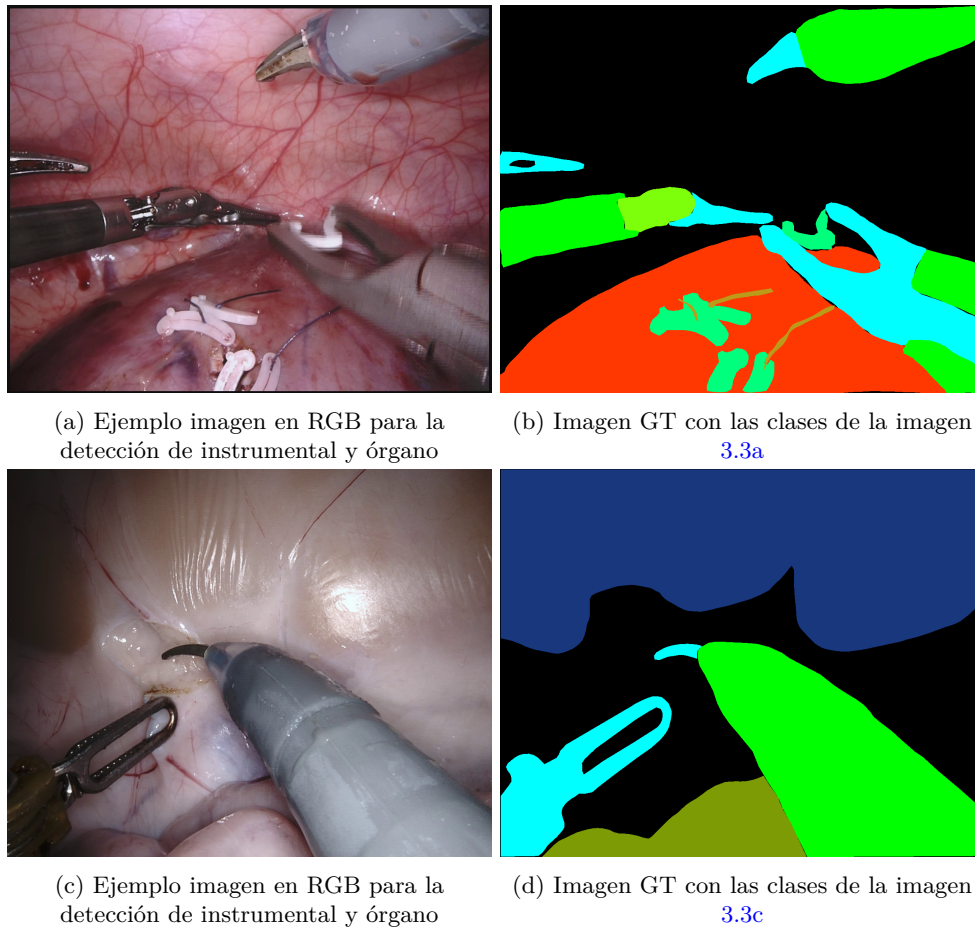 (a) Ejemplo imagen en RGB para la
detección de instrumental y órgano
(b) Imagen GT con las clases de la imagen
3.3a
(c) Ejemplo imagen en RGB para la
detección de instrumental y órgano
(d) Imagen GT con las clases de la imagen
3.3c